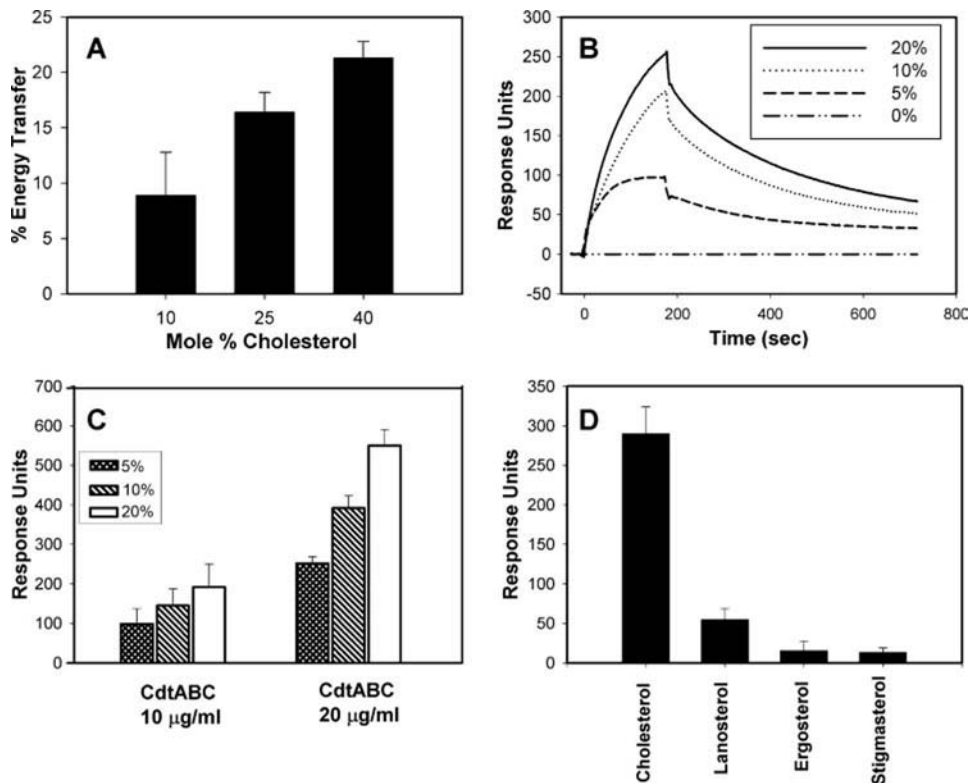 A
% Energy Transfer
25
20
15
10
5
0
10 25 40
Mole % Cholesterol
B
Response Units
300
250
200
150
100
50
0
-50
20%
10%
5%
0%
0 200 400 600 800
Time (sec)
C
Response Units
700
600
500
400
300
200
100
0
5%
10%
20%
CdtABC CdtABC
10 μg/ml 20 μg/ml
D
Response Units
350
300
250
200
150
100
50
0
Cholesterol
Lanosterol
Ergosterol
Stigmasterol